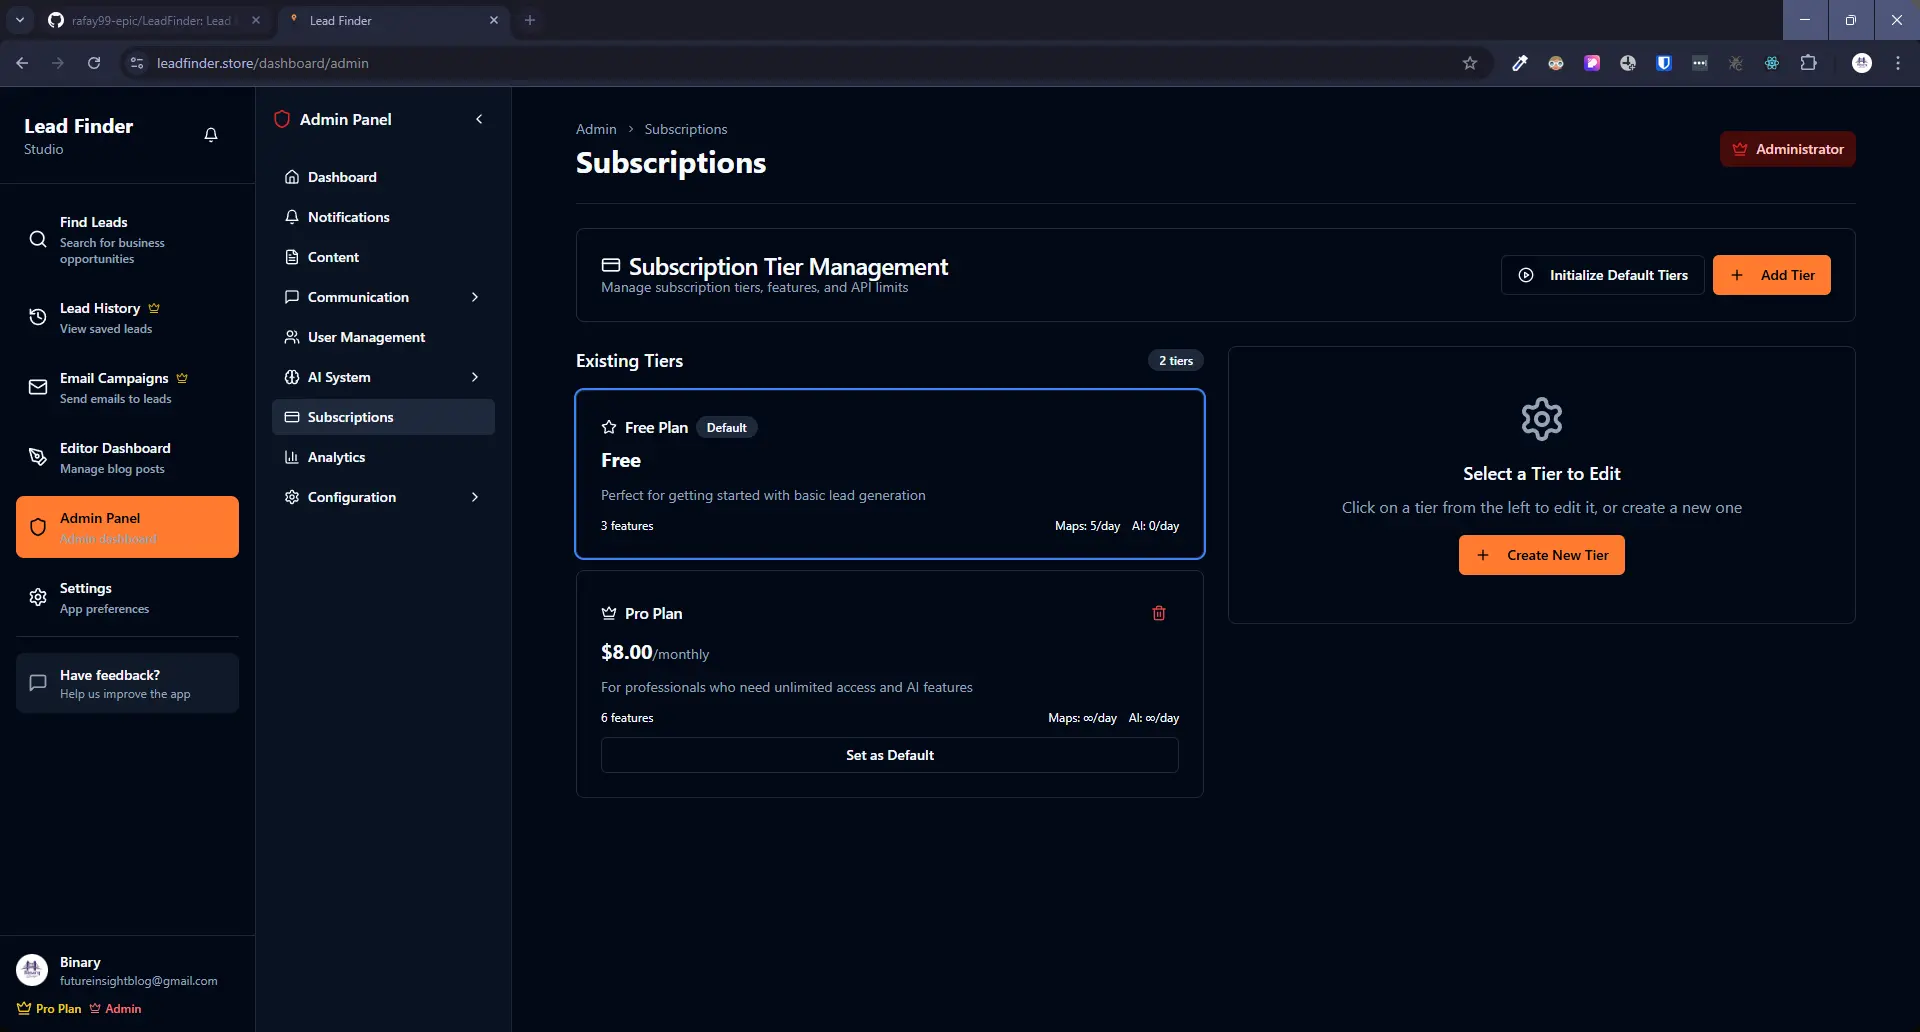 rafay99-epic/LeadFinder: Lead
Lead Finder
leadfinder.store/dashboard/admin
Lead Finder
Studio
Find Leads
Search for business
opportunities
Lead History
View saved leads
Email Campaigns
Send emails to leads
Editor Dashboard
Manage blog posts
Admin Panel
Admin dashboard
Settings
App preferences
Have feedback?
Help us improve the app
Binary
futureinsightblog@gmail.com
Pro Plan Admin
Admin Panel
Dashboard
Notifications
Content
Communication
User Management
AI System
Subscriptions
Analytics
Configuration
Admin > Subscriptions
Subscriptions
Administrator
Subscription Tier Management
Manage subscription tiers, features, and API limits
Initialize Default Tiers
+ Add Tier
Existing Tiers
2 tiers
Free Plan Default
Free
Perfect for getting started with basic lead generation
3 features Maps: 5/day AI: 0/day
Pro Plan
$8.00/monthly
For professionals who need unlimited access and AI features
6 features Maps: ∞/day AI: ∞/day
Set as Default
Select a Tier to Edit
Click on a tier from the left to edit it, or create a new one
+ Create New Tier